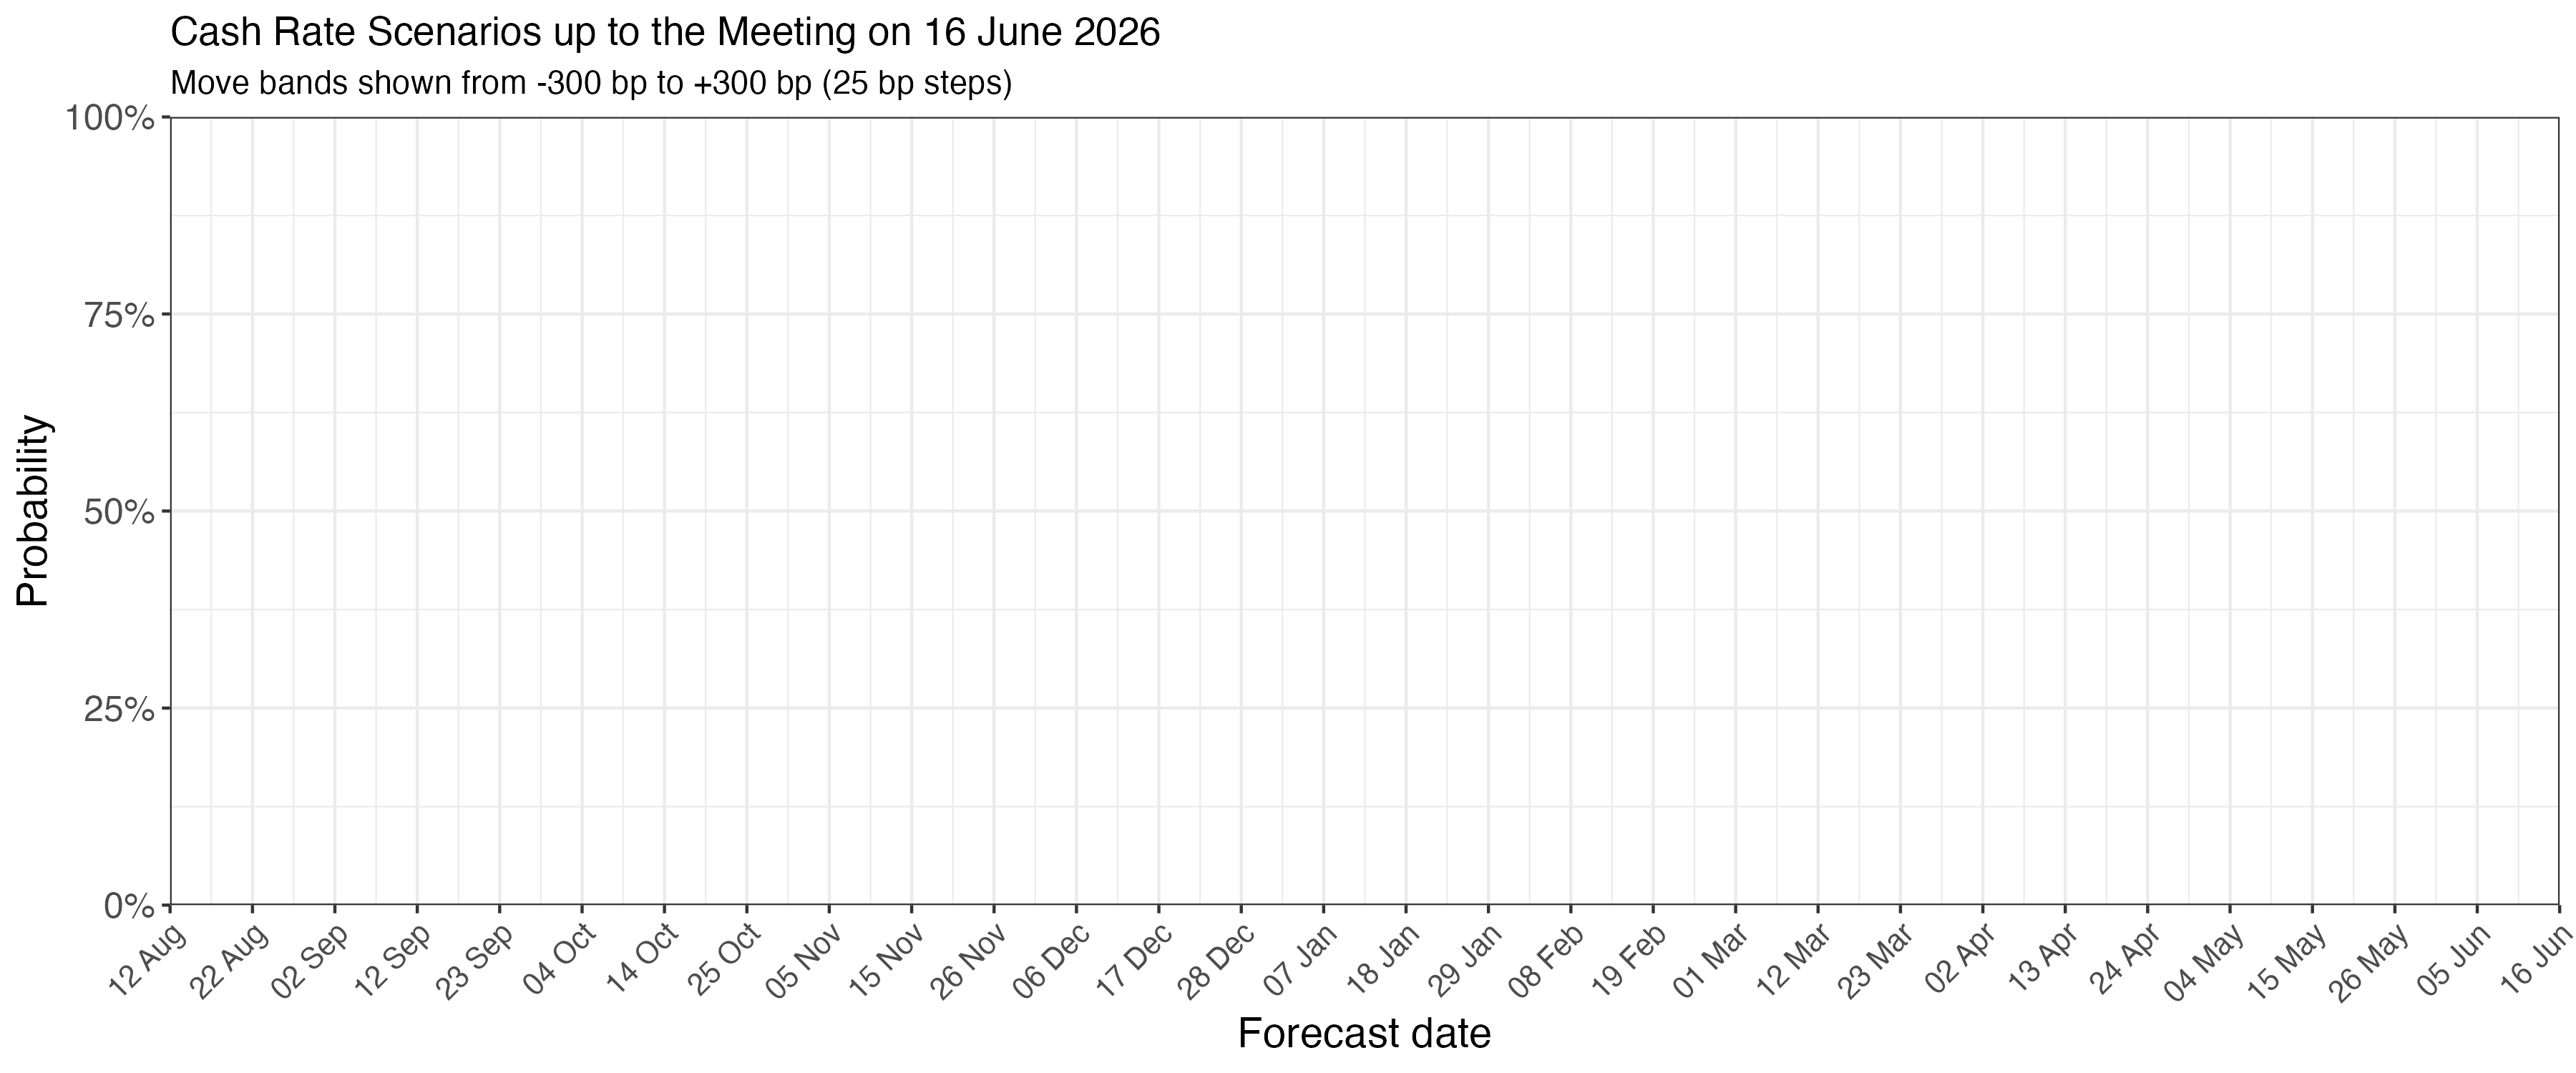 Cash Rate Scenarios up to the Meeting on 16 June 2026
Move bands shown from -300 bp to +300 bp (25 bp steps)
Probability
100%
75%
50%
25%
0%
12 Aug
22 Aug
02 Sep
12 Sep
23 Sep
04 Oct
14 Oct
25 Oct
05 Nov
15 Nov
26 Nov
06 Dec
17 Dec
28 Dec
07 Jan
18 Jan
29 Jan
08 Feb
19 Feb
01 Mar
12 Mar
23 Mar
02 Apr
13 Apr
24 Apr
04 May
15 May
26 May
05 Jun
16 Jun
Forecast date